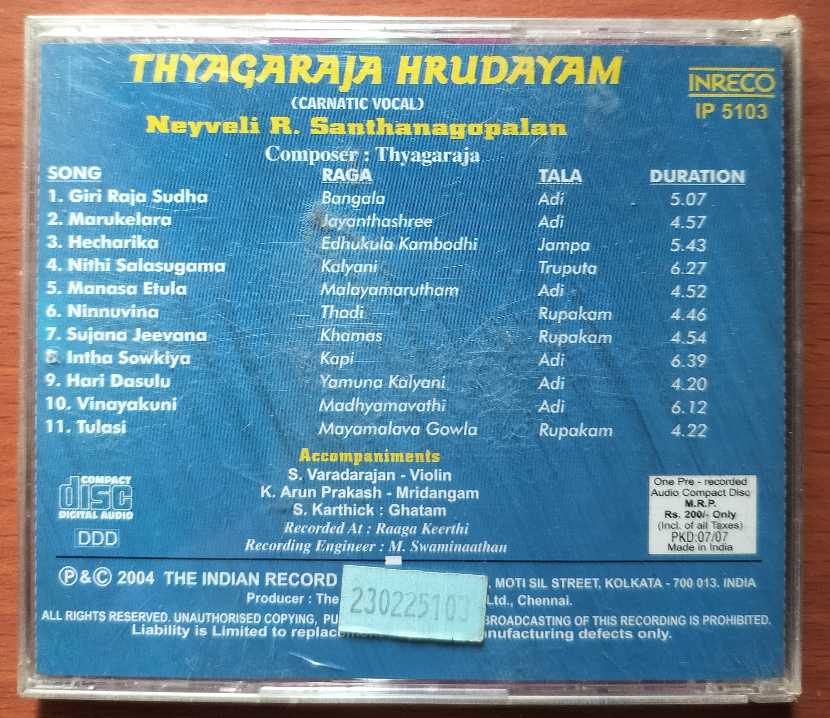 THYAGARAJA HRUDAYAM
(CARNATIC VOCAL)
Neyveli R. Santhanagopalan
Composer : Thyagaraja
INRECO
IP 5103
SONG RAGA TALA DURATION
1. Giri Raja Sudha Bangala Adi 5.07
2. Marukelara Jayanthashree Adi 4.57
3. Hecharika Edhukula Kambodhi Jampa 5.43
4. Nithi Salasugama Kalyani Truputa 6.27
5. Manasa Etula Malayamarutham Adi 4.52
6. Ninnuvina Thodi Rupakam 4.46
7. Sujana Jeevana Khamas Rupakam 4.54
8. Intha Sowkiya Kapi Adi 6.39
9. Hari Dasulu Yamuna Kalyani Adi 4.20
10. Vinayakuni Madhyamavathi Adi 6.12
11. Tulasi Mayamalava Gowla Rupakam 4.22
Accompaniments
S. Varadarajan - Violin
K. Arun Prakash - Mridangam
S. Karthick : Ghatam
Recorded At : Raaga Keerthi
Recording Engineer : M. Swaminaathan
COMPACT
disc
DIGITAL AUDIO
DDD
One Pre - recorded
Audio Compact Disc
M.R.P.
Rs. 200/- Only
(Incl. of all Taxes)
PKD:07/07
Made in India
℗ & © 2004 THE INDIAN RECORD , MOTI SIL STREET, KOLKATA - 700 013. INDIA
Producer : The Ltd., Chennai.
230225103
ALL RIGHTS RESERVED. UNAUTHORISED COPYING, BROADCASTING OF THIS RECORDING IS PROHIBITED.
Liability is Limited to manufacturing defects only.